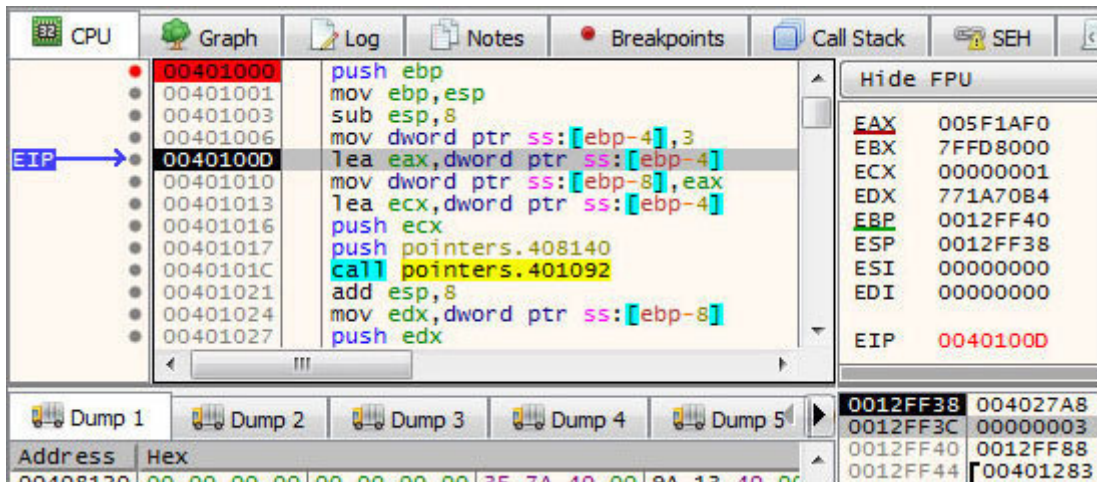 CPU Graph Log Notes Breakpoints Call Stack SEH
EIP
00401000 push ebp
00401001 mov ebp,esp
00401003 sub esp,8
00401006 mov dword ptr ss:[ebp-4],3
0040100D lea eax,dword ptr ss:[ebp-4]
00401010 mov dword ptr ss:[ebp-8],eax
00401013 lea ecx,dword ptr ss:[ebp-4]
00401016 push ecx
00401017 push pointers.408140
0040101C call pointers.401092
00401021 add esp,8
00401024 mov edx,dword ptr ss:[ebp-8]
00401027 push edx
Hide FPU
EAX 005F1AF0
EBX 7FFD8000
ECX 00000001
EDX 771A70B4
EBP 0012FF40
ESP 0012FF38
ESI 00000000
EDI 00000000
EIP 0040100D
Dump 1 Dump 2 Dump 3 Dump 4 Dump 5
Address Hex
0012FF38 004027A8
0012FF3C 00000003
0012FF40 0012FF88
0012FF44 00401283